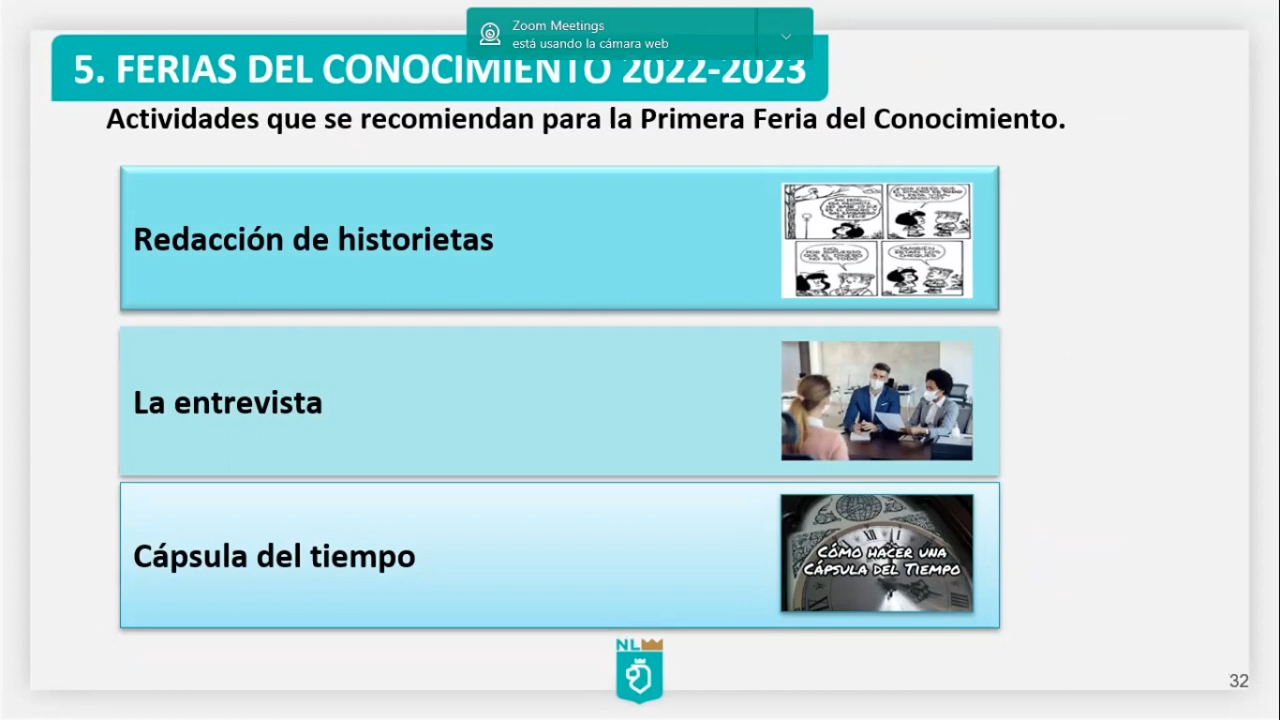 Zoom Meetings
está usando la cámara web
5. FERIAS DEL CONOCIMIENTO 2022-2023
Actividades que se recomiendan para la Primera Feria del Conocimiento.
Redacción de historietas
La entrevista
Cápsula del tiempo
CÓMO HACER UNA
CÁPSULA DEL TIEMPO
NL
32